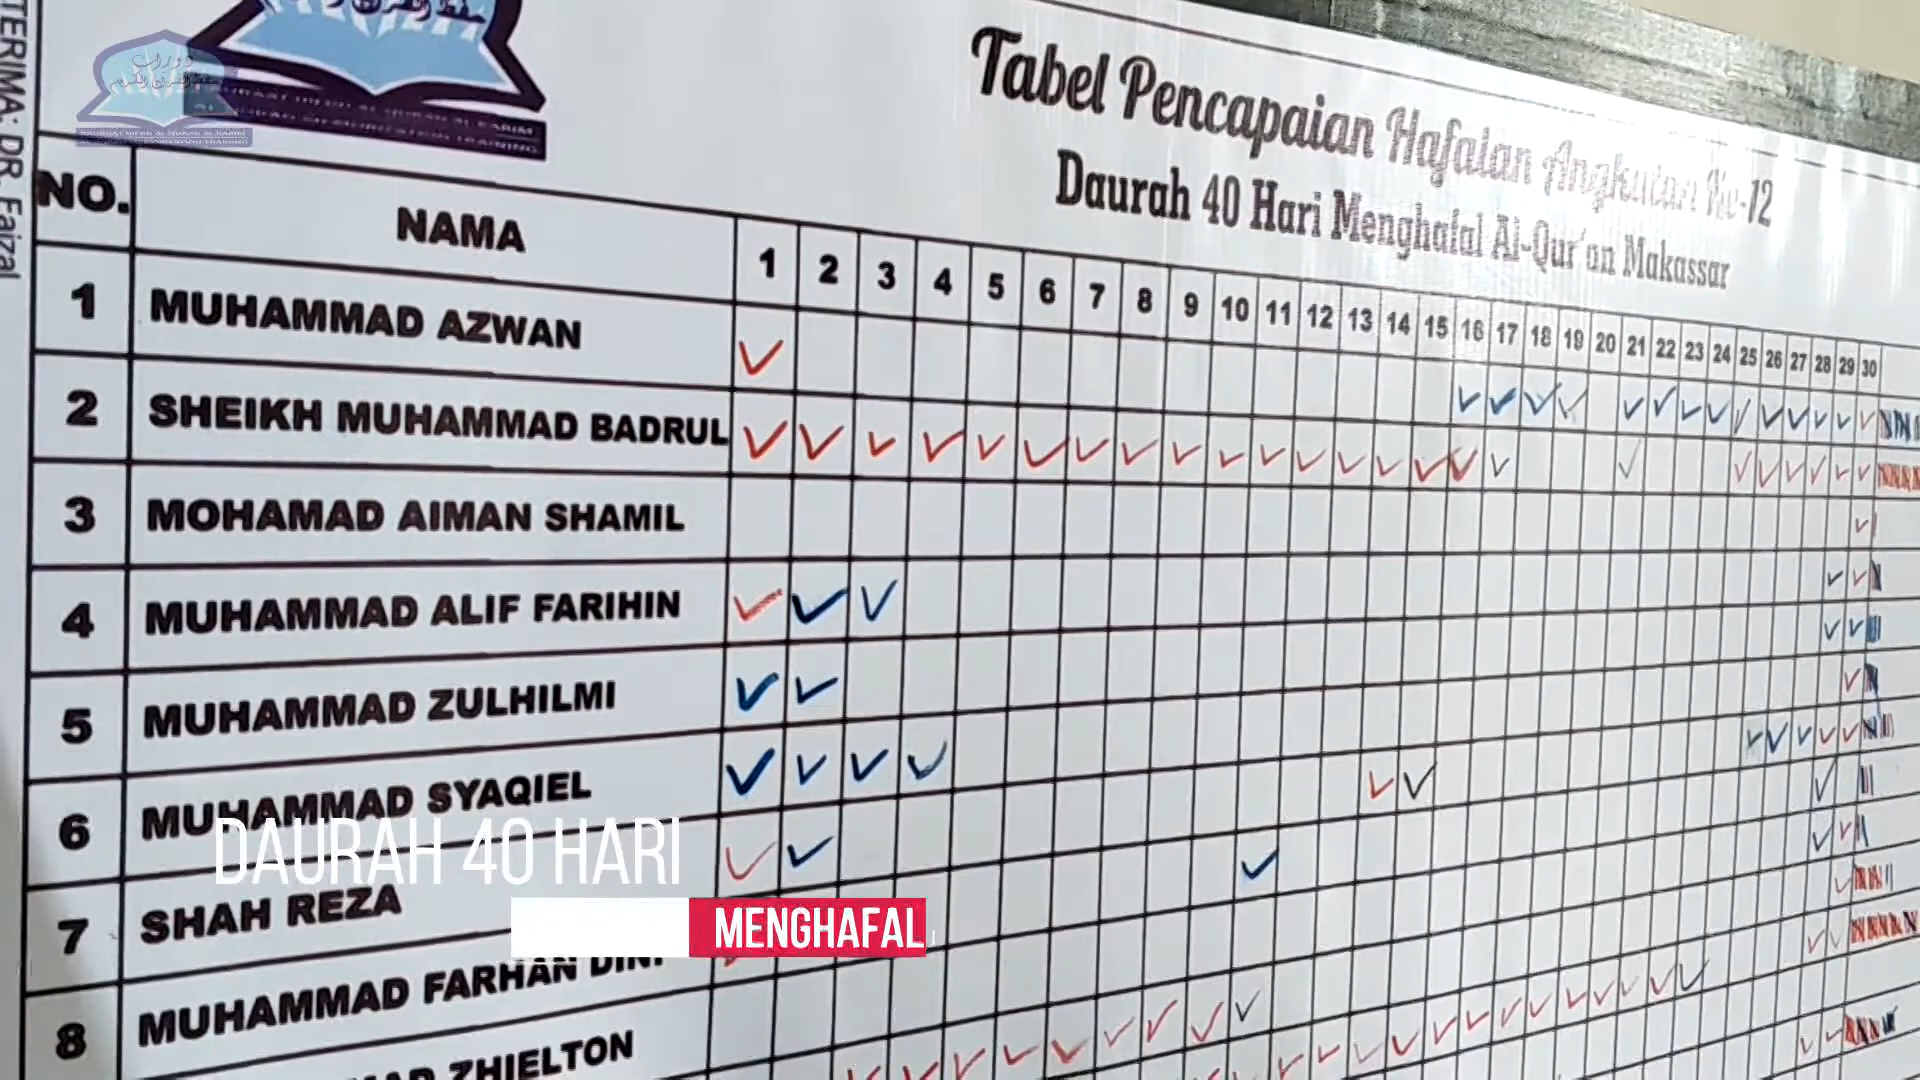 TERIMA: DR. Faizal
Tabel Pencapaian Hafalan Angkatan Ke-12
Daurah 40 Hari Menghafal Al-Qur'an Makassar
NO. NAMA 1 2 3 4 5 6 7 8 9 10 11 12 13 14 15 16 17 18 19 20 21 22 23 24 25 26 27 28 29 30
1 MUHAMMAD AZWAN
2 SHEIKH MUHAMMAD BADRUL
3 MOHAMAD AIMAN SHAMIL
4 MUHAMMAD ALIF FARIHIN
5 MUHAMMAD ZULHILMI
6 MUHAMMAD SYAQIEL
DAURAH 40 HARI
7 SHAH REZA
MENGHAFAL
8 MUHAMMAD FARHAN DINI
ZHIELTON